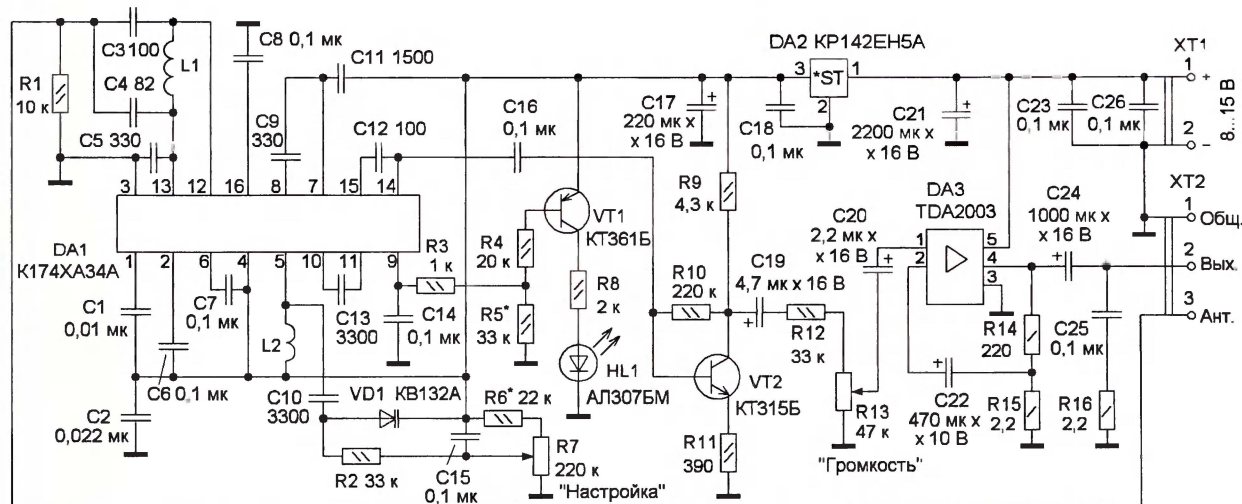 C3 100
C4 82
L1
R1
10 к
C5 330
C8 0,1 мк
C11 1500
C9
330
C12 100
C16
0,1 мк
3 13 12 16 8 7 15 14
DA1
К174ХА34А
1 2 6 4 5 10 11 9
C1
0,01 мк
C2
0,022 мк
C6 0,1 мк
C7
0,1 мк
L2
C10
3300
C13
3300
C14
0,1 мк
R3
1 к
R4
20 к
R5*
33 к
VT1
КТ361Б
R8
2 к
HL1
АЛ307БМ
VD1 КВ132А
R2 33 к
C15
0,1 мк
R6* 22 к
R7
220 к
"Настройка"
C17
220 мк х
х 16 В
DA2 КР142ЕН5А
3
*ST
1
2
C18
0,1 мк
C21
2200 мк х
х 16 В
C23
0,1 мк
C26
0,1 мк
XT1
1
+
2
–
8...15 В
R9
4,3 к
R10
220 к
C19
4,7 мк х 16 В
R12
33 к
VT2
КТ315Б
R11
390
R13
47 к
"Громкость"
C20
2,2 мк х
х 16 В
DA3
TDA2003
1
2
5
4
3
C22
470 мк х
х 10 В
C24
1000 мк х
х 16 В
R14
220
R15
2,2
C25
0,1 мк
R16
2,2
XT2
1
Общ.
2
Вых.
3
Ант.